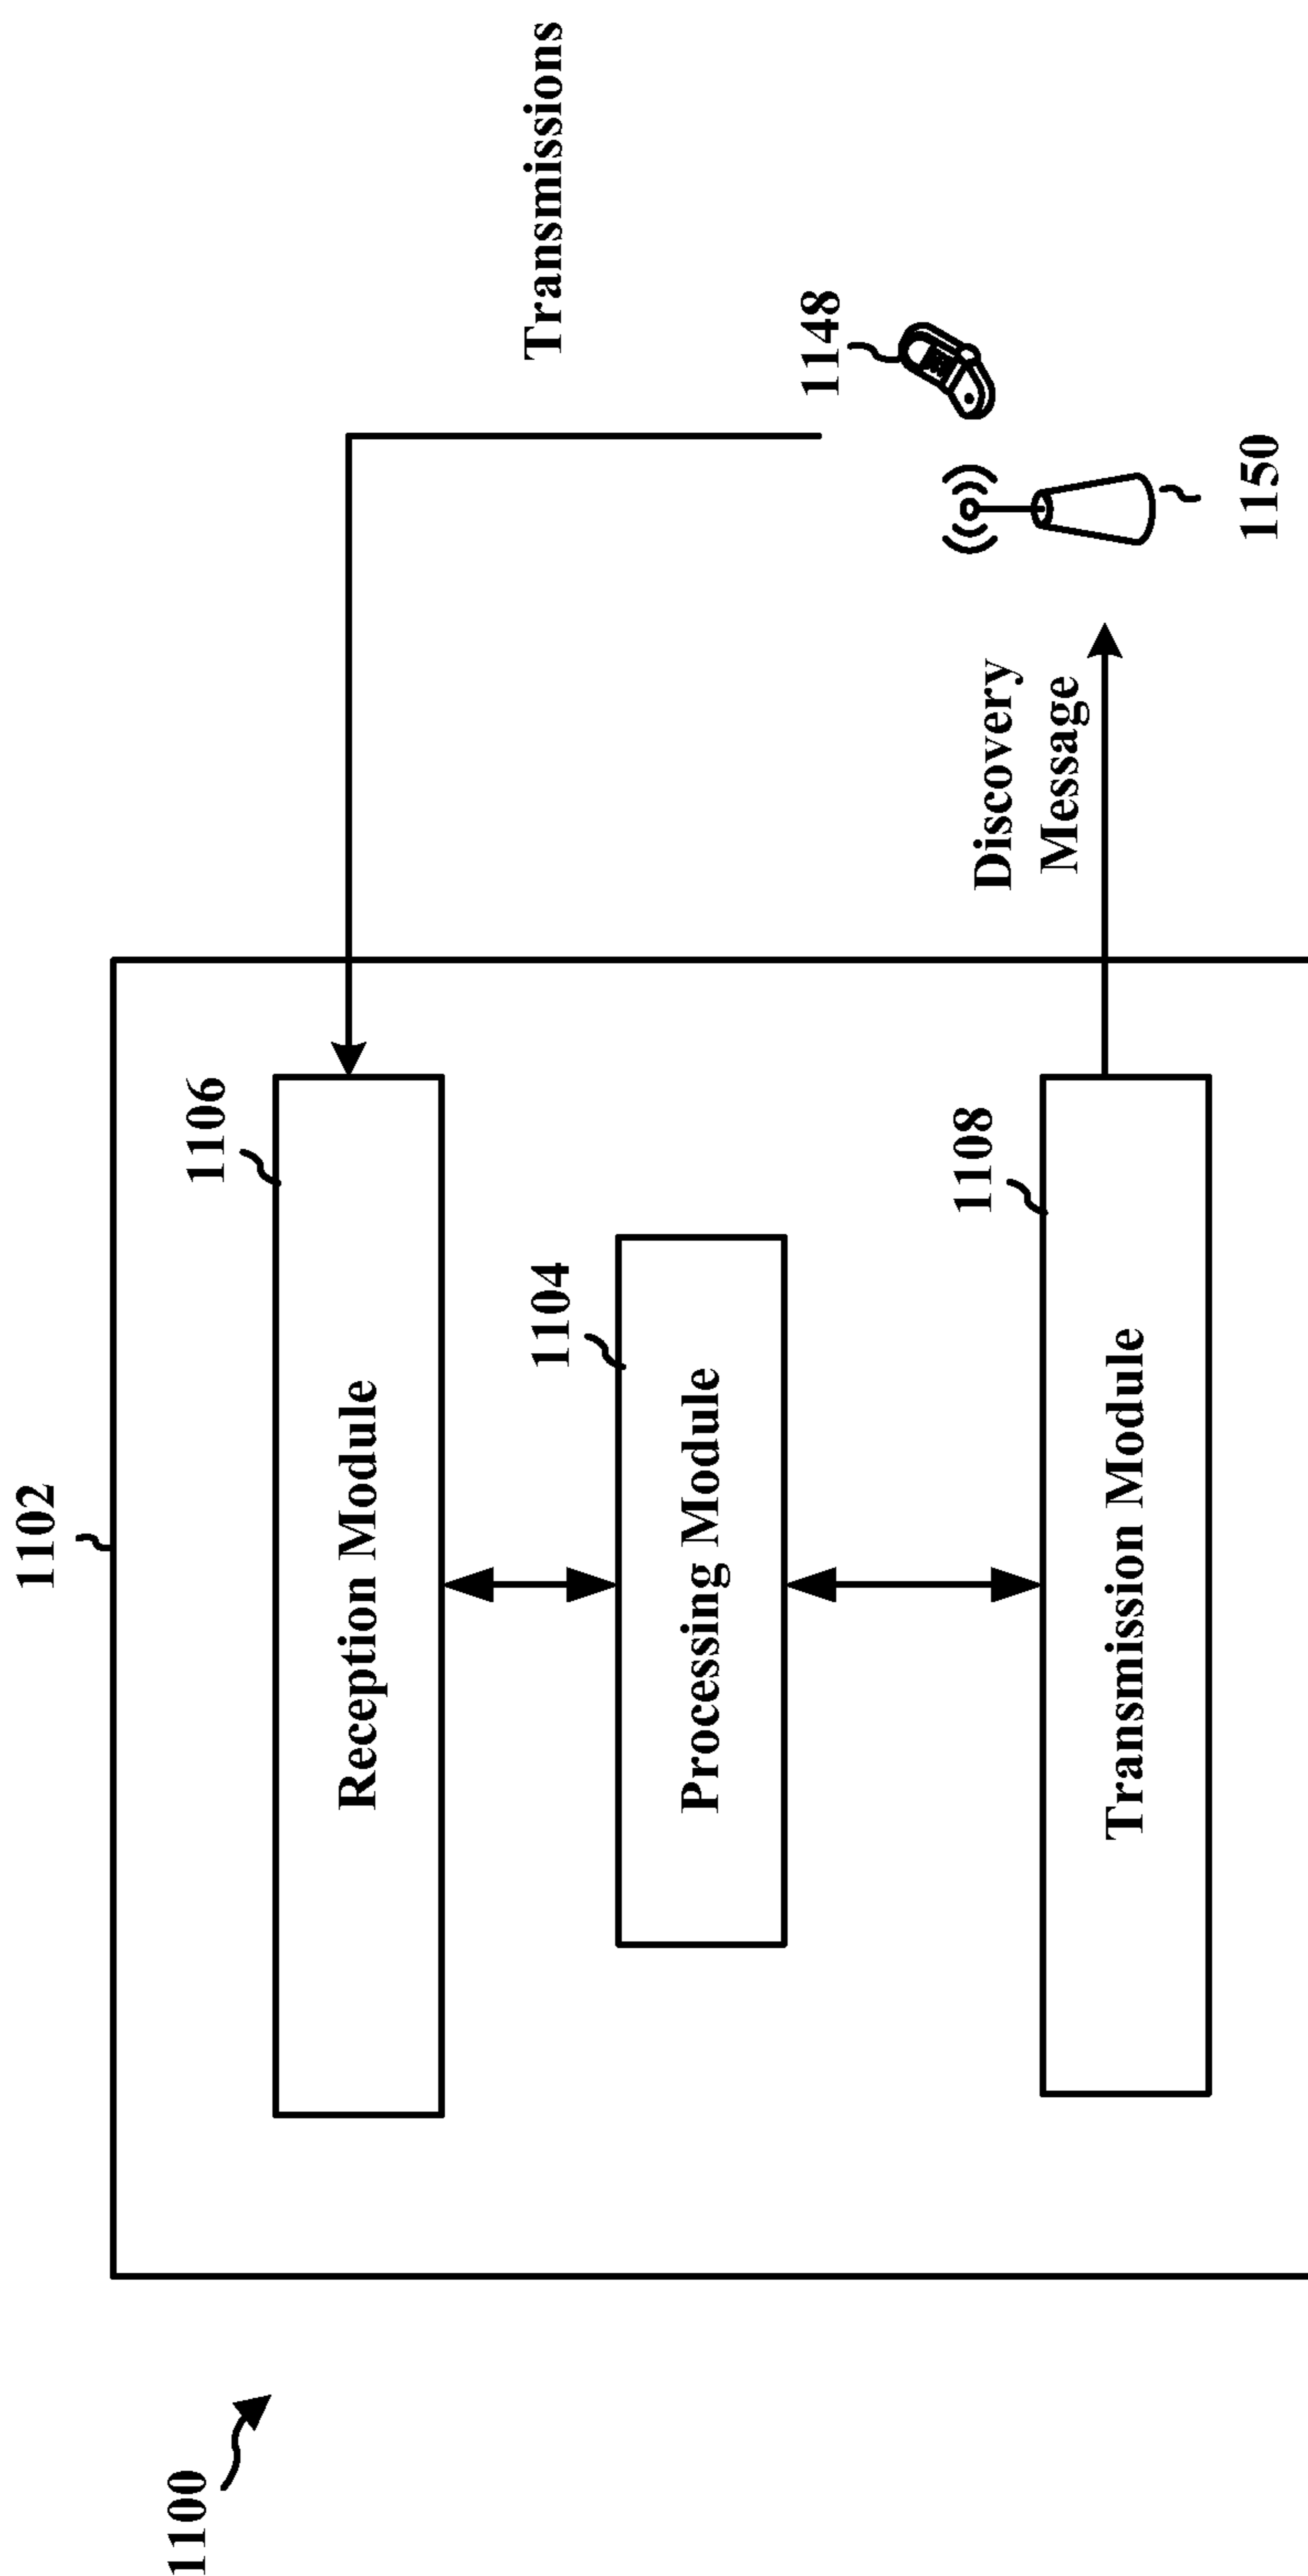 1100
1102
Reception Module
1106
Transmissions
Processing Module
1104
1148
Discovery
Message
Transmission Module
1108
1150